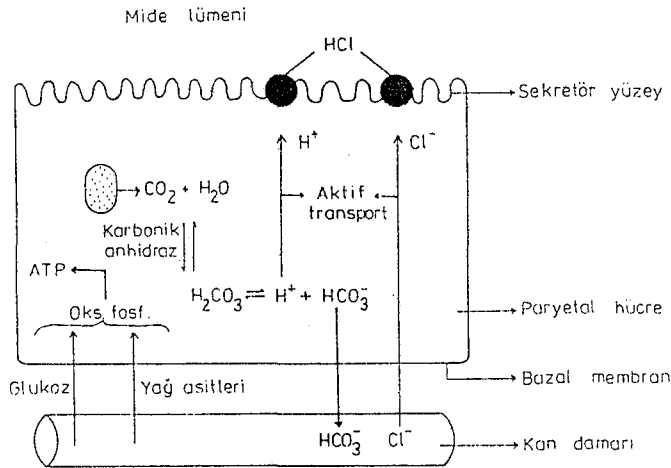 Mide lümeni
HCl
Sekretör yüzey
H⁺
Cl⁻
CO₂ + H₂O
Aktif
transport
Karbonik
anhidraz
ATP
H₂CO₃ ⇌ H⁺ + HCO₃⁻
Oks. fosf.
Paryetal hücre
Glukoz
Yağ asitleri
Bazal membran
HCO₃⁻
Cl⁻
Kan damarı